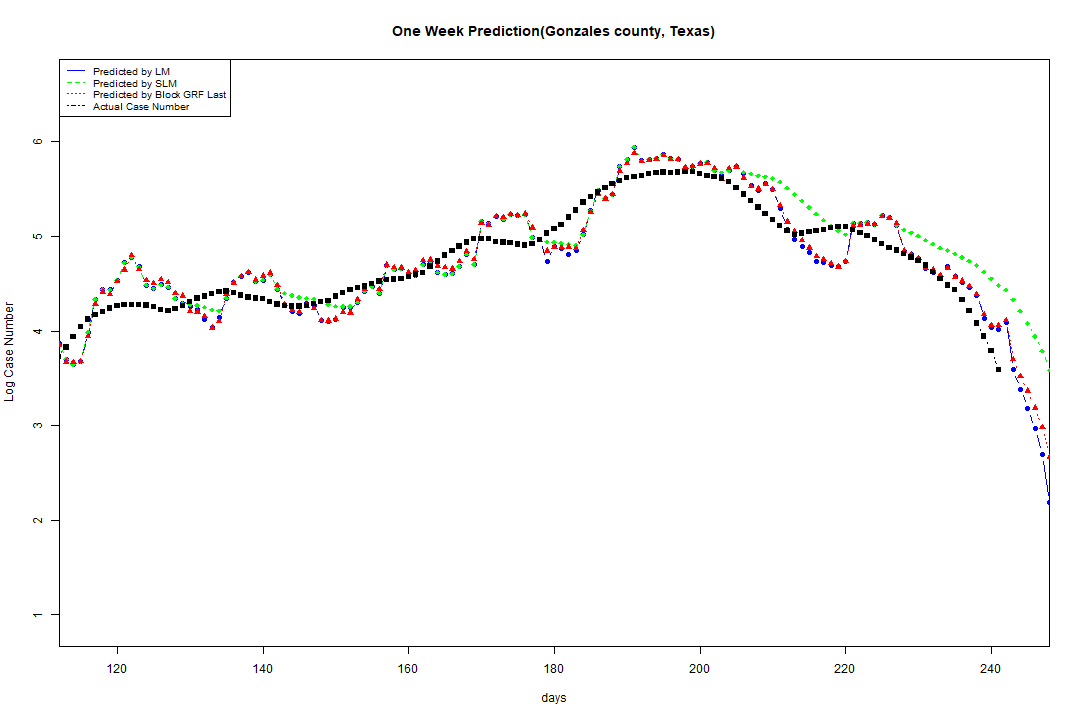 One Week Prediction(Gonzales county, Texas)
Predicted by LM
Predicted by SLM
Predicted by Block GRF Last
Actual Case Number
Log Case Number
6
5
4
3
2
1
120 140 160 180 200 220 240
days